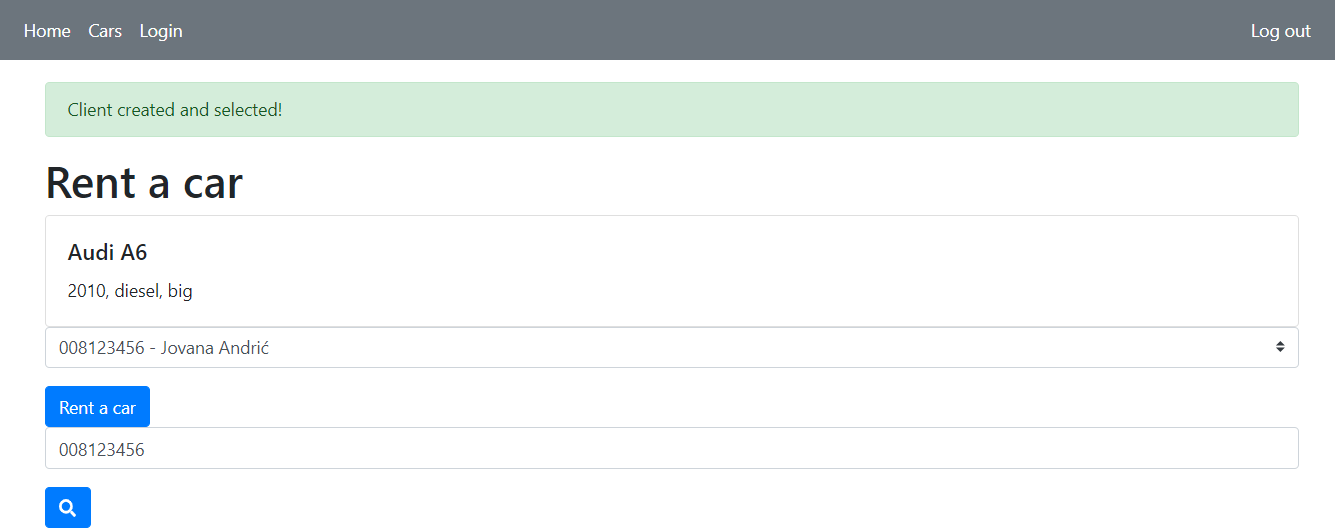 Home Cars Login Log out
Client created and selected!
Rent a car
Audi A6
2010, diesel, big
008123456 - Jovana Andrić
Rent a car
008123456